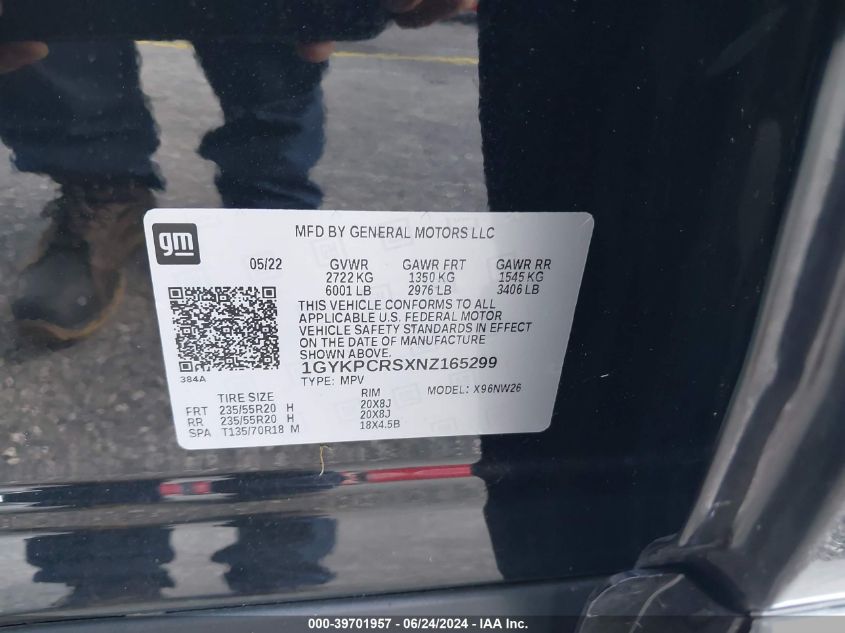 gm
MFD BY GENERAL MOTORS LLC
05/22 GVWR GAWR FRT GAWR RR
2722 KG 1350 KG 1545 KG
6001 LB 2976 LB 3406 LB
THIS VEHICLE CONFORMS TO ALL
APPLICABLE U.S. FEDERAL MOTOR
VEHICLE SAFETY STANDARDS IN EFFECT
ON THE DATE OF MANUFACTURE
SHOWN ABOVE.
1GYKPCRSXNZ165299
384A
TYPE: MPV MODEL: X96NW26
TIRE SIZE RIM
FRT 235/55R20 H 20X8J
RR 235/55R20 H 20X8J
SPA T135/70R18 M 18X4.5B
000-39701957 - 06/24/2024 - © IAA, Inc.